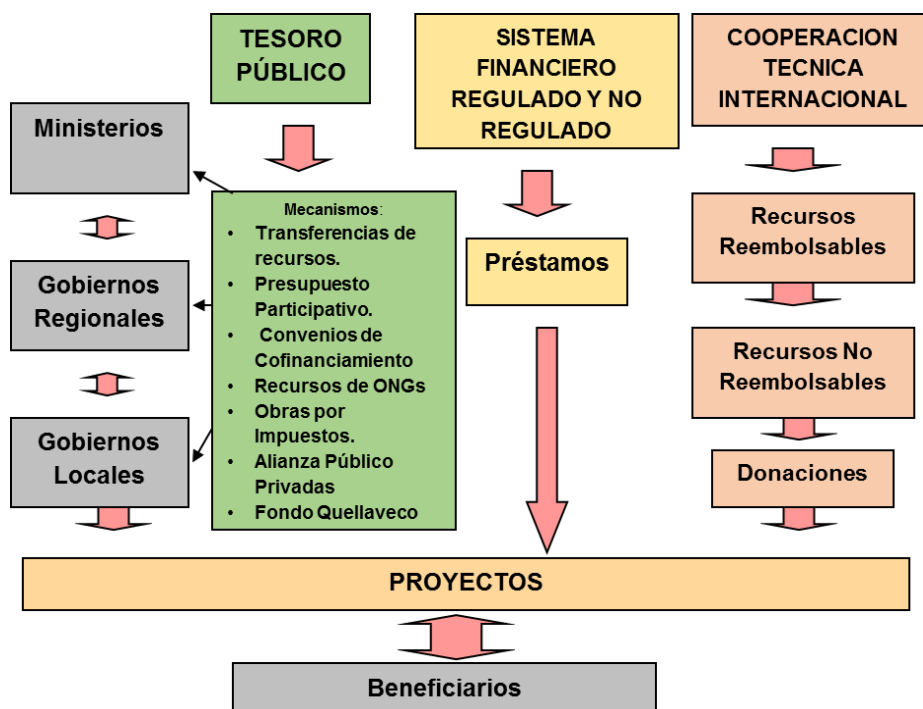 TESORO
PÚBLICO
SISTEMA
FINANCIERO
REGULADO Y NO
REGULADO
COOPERACION
TECNICA
INTERNACIONAL
Ministerios
Gobiernos
Regionales
Gobiernos
Locales
Mecanismos:
• Transferencias de
recursos.
• Presupuesto
Participativo.
• Convenios de
Cofinanciamiento
• Recursos de ONGs
• Obras por
Impuestos.
• Alianza Público
Privadas
• Fondo Quellaveco
Préstamos
Recursos
Reembolsables
Recursos No
Reembolsables
Donaciones
PROYECTOS
Beneficiarios